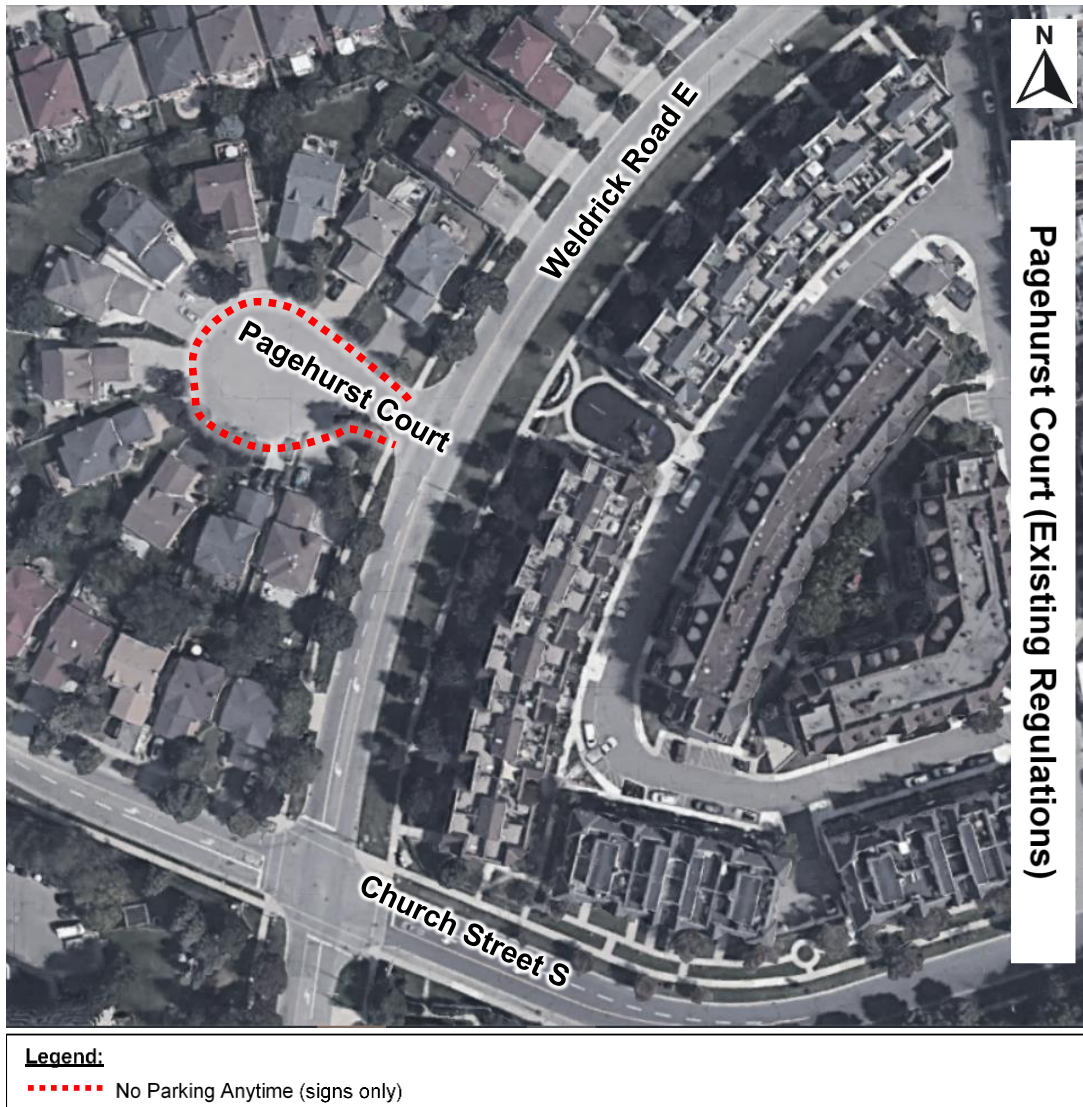 N
Weldrick Road E
Pagehurst Court
Church Street S
Pagehurst Court (Existing Regulations)
Legend:
No Parking Anytime (signs only)